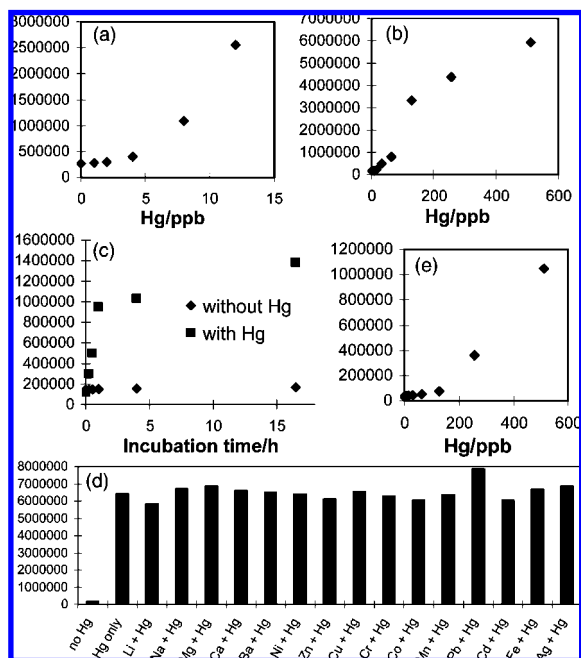 (a)
3000000
2500000
2000000
1500000
1000000
500000
0
0 5 10 15
Hg/ppb
(b)
7000000
6000000
5000000
4000000
3000000
2000000
1000000
0
0 200 400 600
Hg/ppb
(c)
1600000
1400000
1200000
1000000
800000
600000
400000
200000
0
without Hg
with Hg
0 5 10 15
Incubation time/h
(e)
1200000
1000000
800000
600000
400000
200000
0
0 200 400 600
Hg/ppb
(d)
8000000
7000000
6000000
5000000
4000000
3000000
2000000
1000000
0
no Hg
Hg only
Li + Hg
Na + Hg
Mg + Hg
Ca + Hg
Ba + Hg
Ni + Hg
Zn + Hg
Cu + Hg
Cr + Hg
Co + Hg
Mn + Hg
Pb + Hg
Cd + Hg
Fe + Hg
Ag + Hg